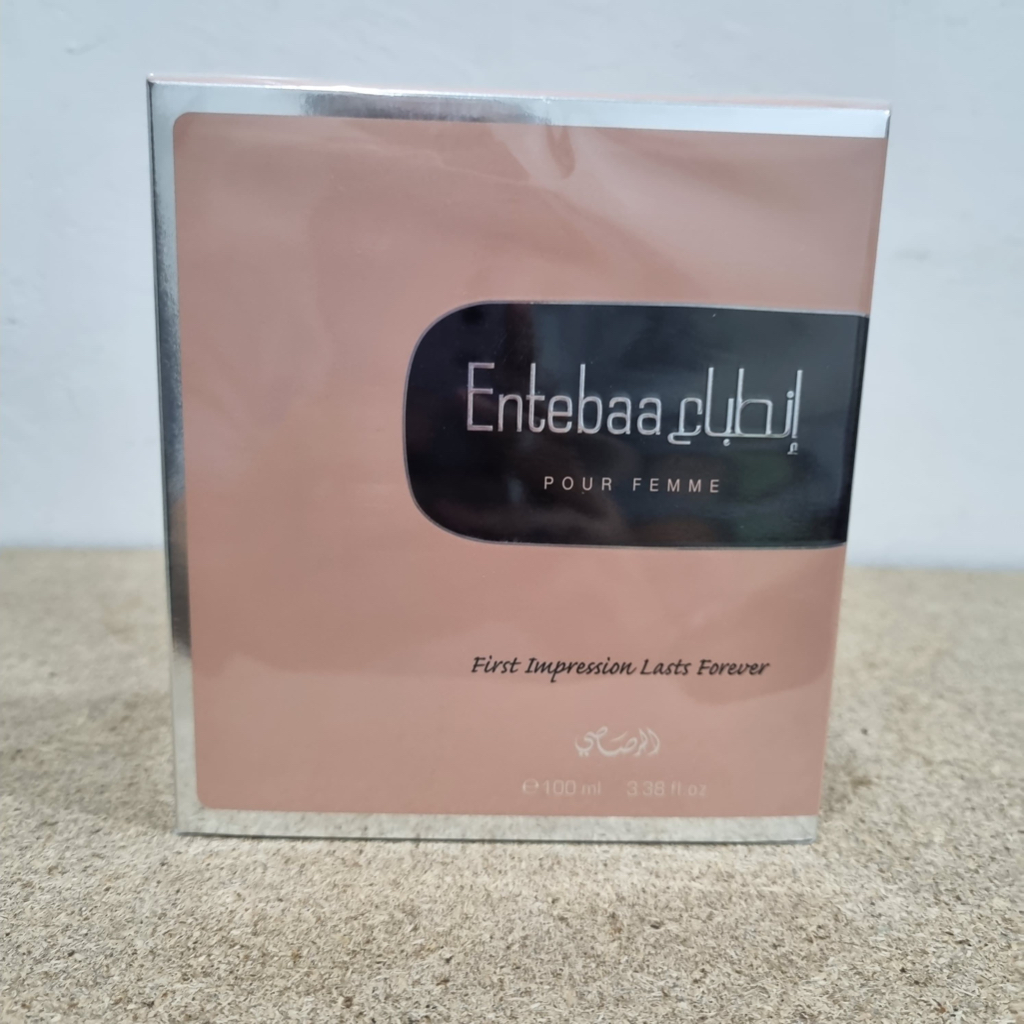 Entebaa إنطباع
POUR FEMME
First Impression Lasts Forever
الرصاصي
℮100 ml 3.38 fl oz